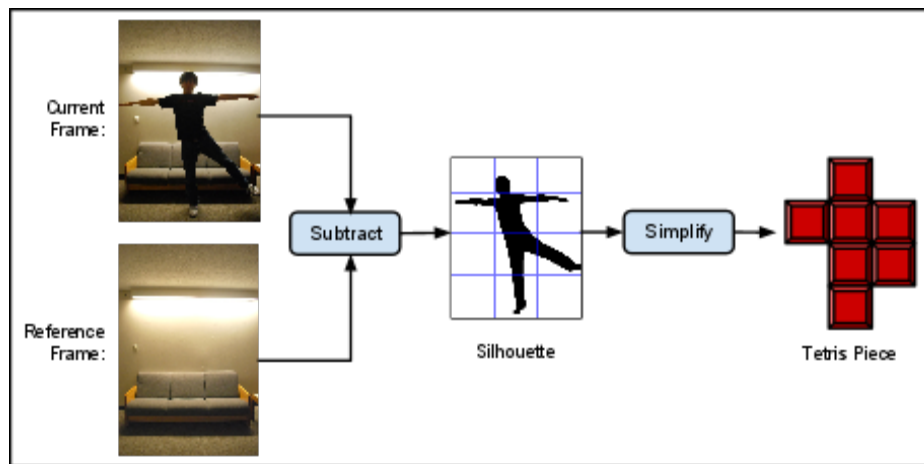 Current
Frame:
Subtract
Simplify
Reference
Frame:
Silhouette
Tetris Piece